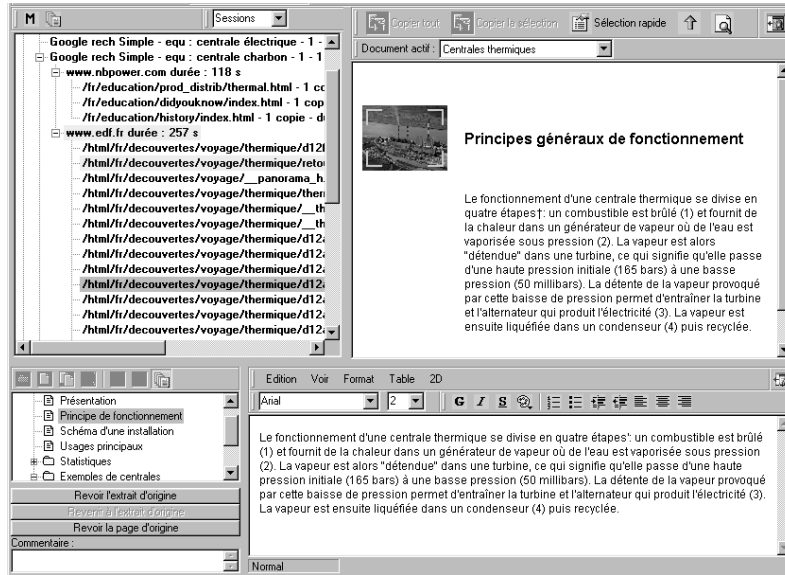 M Sessions
Google rech Simple - equ : centrale électrique - 1 -
Google rech Simple - equ : centrale charbon - 1 - 1
www.nbpower.com durée : 118 s
/fr/education/prod_distrib/thermal.html - 1 co
/fr/education/didyouknow/index.html - 1 cop
/fr/education/history/index.html - 1 copie - d
www.edf.fr durée : 257 s
/html/fr/decouvertes/voyage/thermique/d12
/html/fr/decouvertes/voyage/thermique/reto
/html/fr/decouvertes/voyage/__panorama_h
/html/fr/decouvertes/voyage/thermique/ther
/html/fr/decouvertes/voyage/thermique/__th
/html/fr/decouvertes/voyage/thermique/__th
/html/fr/decouvertes/voyage/thermique/d12
/html/fr/decouvertes/voyage/thermique/d12
/html/fr/decouvertes/voyage/thermique/d12
/html/fr/decouvertes/voyage/thermique/d12
/html/fr/decouvertes/voyage/thermique/d12
/html/fr/decouvertes/voyage/thermique/d12
/html/fr/decouvertes/voyage/thermique/d12
Copier tout Copier la sélection Sélection rapide
Document actif : Centrales thermiques
Principes généraux de fonctionnement
Le fonctionnement d'une centrale thermique se divise en
quatre étapes†: un combustible est brûlé (1) et fournit de
la chaleur dans un générateur de vapeur où de l'eau est
vaporisée sous pression (2). La vapeur est alors
"détendue" dans une turbine, ce qui signifie qu'elle passe
d'une haute pression initiale (165 bars) à une basse
pression (50 millibars). La détente de la vapeur provoqué
par cette baisse de pression permet d'entraîner la turbine
et l'alternateur qui produit l'électricité (3). La vapeur est
ensuite liquéfiée dans un condenseur (4) puis recyclée.
Présentation
Principe de fonctionnement
Schéma d'une installation
Usages principaux
Statistiques
Exemples de centrales
Revoir l'extrait d'origine
Revenir à l'extrait d'origine
Revoir la page d'origine
Commentaire :
Edition Voir Format Table 2D
Arial 2 G I S
Le fonctionnement d'une centrale thermique se divise en quatre étapes': un combustible est brûlé
(1) et fournit de la chaleur dans un générateur de vapeur où de l'eau est vaporisée sous pression
(2). La vapeur est alors "détendue" dans une turbine, ce qui signifie qu'elle passe d'une haute
pression initiale (165 bars) à une basse pression (50 millibars). La détente de la vapeur provoqué
par cette baisse de pression permet d'entraîner la turbine et l'alternateur qui produit l'électricité (3).
La vapeur est ensuite liquéfiée dans un condenseur (4) puis recyclée.
Normal